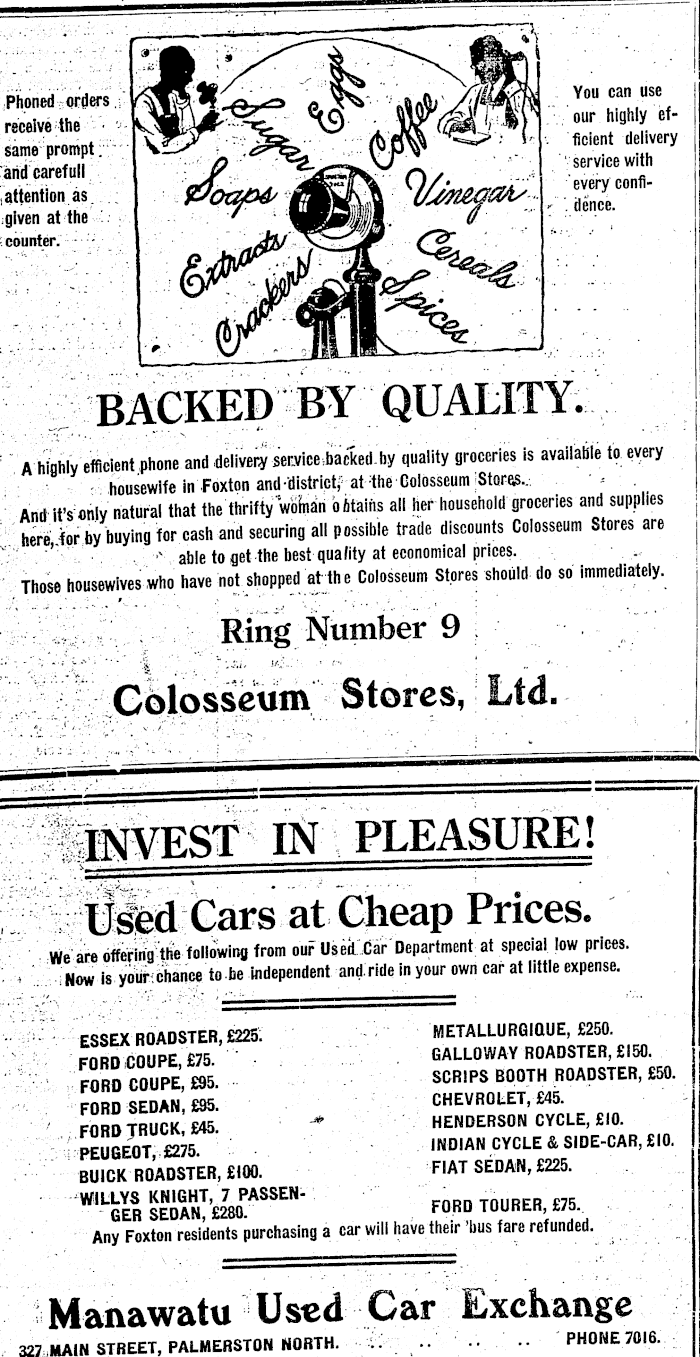 Phoned orders
receive the
same prompt
and carefull
attention as
given at the
counter.
Eggs
Sugar
Coffee
Soaps
Vinegar
Extracts
Cereals
Crackers
Spices
You can use
our highly ef-
ficient delivery
service with
every confi-
dence.
BACKED BY QUALITY.
A highly efficient phone and delivery service backed by quality groceries is available to every
housewife in Foxton and district, at the Colosseum Stores.
And it's only natural that the thrifty woman obtains all her household groceries and supplies
here, for by buying for cash and securing all possible trade discounts Colosseum Stores are
able to get the best quality at economical prices.
Those housewives who have not shopped at the Colosseum Stores should do so immediately.
Ring Number 9
Colosseum Stores, Ltd.
INVEST IN PLEASURE!
Used Cars at Cheap Prices.
We are offering the following from our Used Car Department at special low prices.
Now is your chance to be independent and ride in your own car at little expense.
ESSEX ROADSTER, £225.
FORD COUPE, £75.
FORD COUPE, £95.
FORD SEDAN, £95.
FORD TRUCK, £45.
PEUGEOT, £275.
BUICK ROADSTER, £100.
WILLYS KNIGHT, 7 PASSEN-
GER SEDAN, £280.
METALLURGIQUE, £250.
GALLOWAY ROADSTER, £150.
SCRIPS BOOTH ROADSTER, £50.
CHEVROLET, £45.
HENDERSON CYCLE, £10.
INDIAN CYCLE & SIDE-CAR, £10.
FIAT SEDAN, £225.
FORD TOURER, £75.
Any Foxton residents purchasing a car will have their 'bus fare refunded.
Manawatu Used Car Exchange
327 MAIN STREET, PALMERSTON NORTH. .. .. .. .. PHONE 7016.